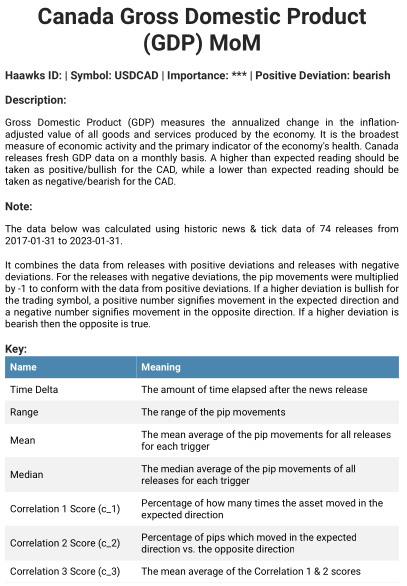 Canada Gross Domestic Product
(GDP) MoM
Haawks ID: | Symbol: USDCAD | Importance: *** | Positive Deviation: bearish
Description:
Gross Domestic Product (GDP) measures the annualized change in the inflation-
adjusted value of all goods and services produced by the economy. It is the broadest
measure of economic activity and the primary indicator of the economy's health. Canada
releases fresh GDP data on a monthly basis. A higher than expected reading should be
taken as positive/bullish for the CAD, while a lower than expected reading should be
taken as negative/bearish for the CAD.
Note:
The data below was calculated using historic news & tick data of 74 releases from
2017-01-31 to 2023-01-31.
It combines the data from releases with positive deviations and releases with negative
deviations. For the releases with negative deviations, the pip movements were multiplied
by -1 to conform with the data from positive deviations. If a higher deviation is bullish for
the trading symbol, a positive number signifies movement in the expected direction and
a negative number signifies movement in the opposite direction. If a higher deviation is
bearish then the opposite is true.
Key:
Name Meaning
Time Delta The amount of time elapsed after the news release
Range The range of the pip movements
Mean The mean average of the pip movements for all releases
for each trigger
Median The median average of the pip movements of all
releases for each trigger
Correlation 1 Score (c_1) Percentage of how many times the asset moved in the
expected direction
Correlation 2 Score (c_2) Percentage of pips which moved in the expected
direction vs. the opposite direction
Correlation 3 Score (c_3) The mean average of the Correlation 1 & 2 scores